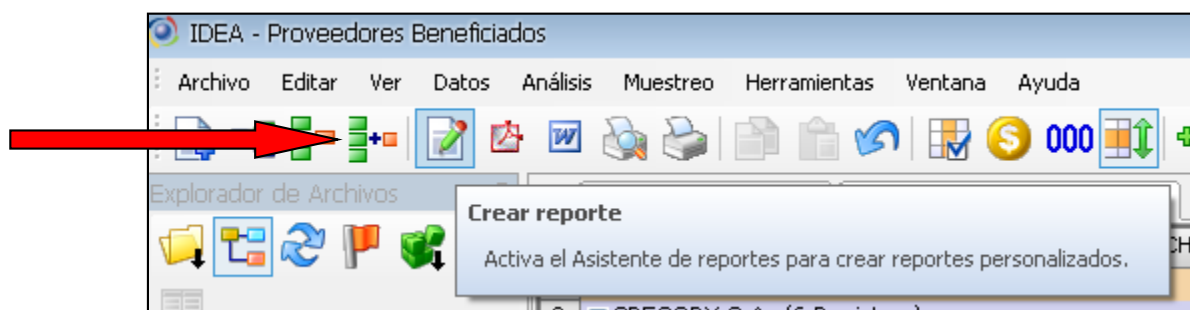 IDEA - Proveedores Beneficiados
Archivo Editar Ver Datos Análisis Muestreo Herramientas Ventana Ayuda
000
Explorador de Archivos
Crear reporte
Activa el Asistente de reportes para crear reportes personalizados.